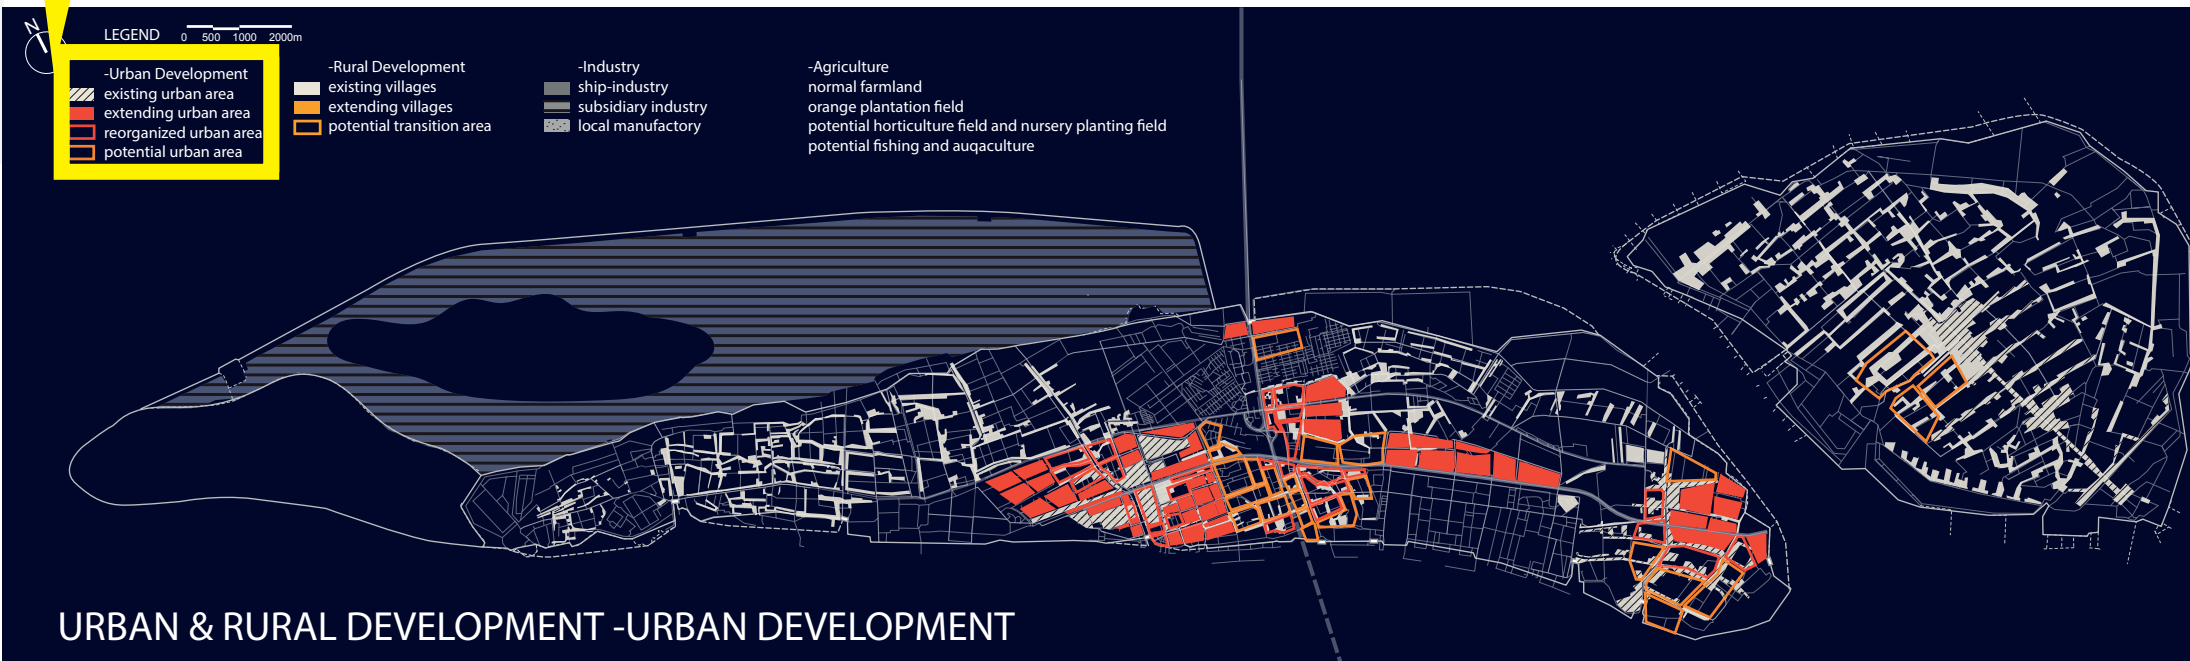 N
LEGEND
0 500 1000 2000m
-Urban Development
existing urban area
extending urban area
reorganized urban area
potential urban area
-Rural Development
existing villages
extending villages
potential transition area
-Industry
ship-industry
subsidiary industry
local manufactory
-Agriculture
normal farmland
orange plantation field
potential horticulture field and nursery planting field
potential fishing and auqaculture
URBAN & RURAL DEVELOPMENT -URBAN DEVELOPMENT